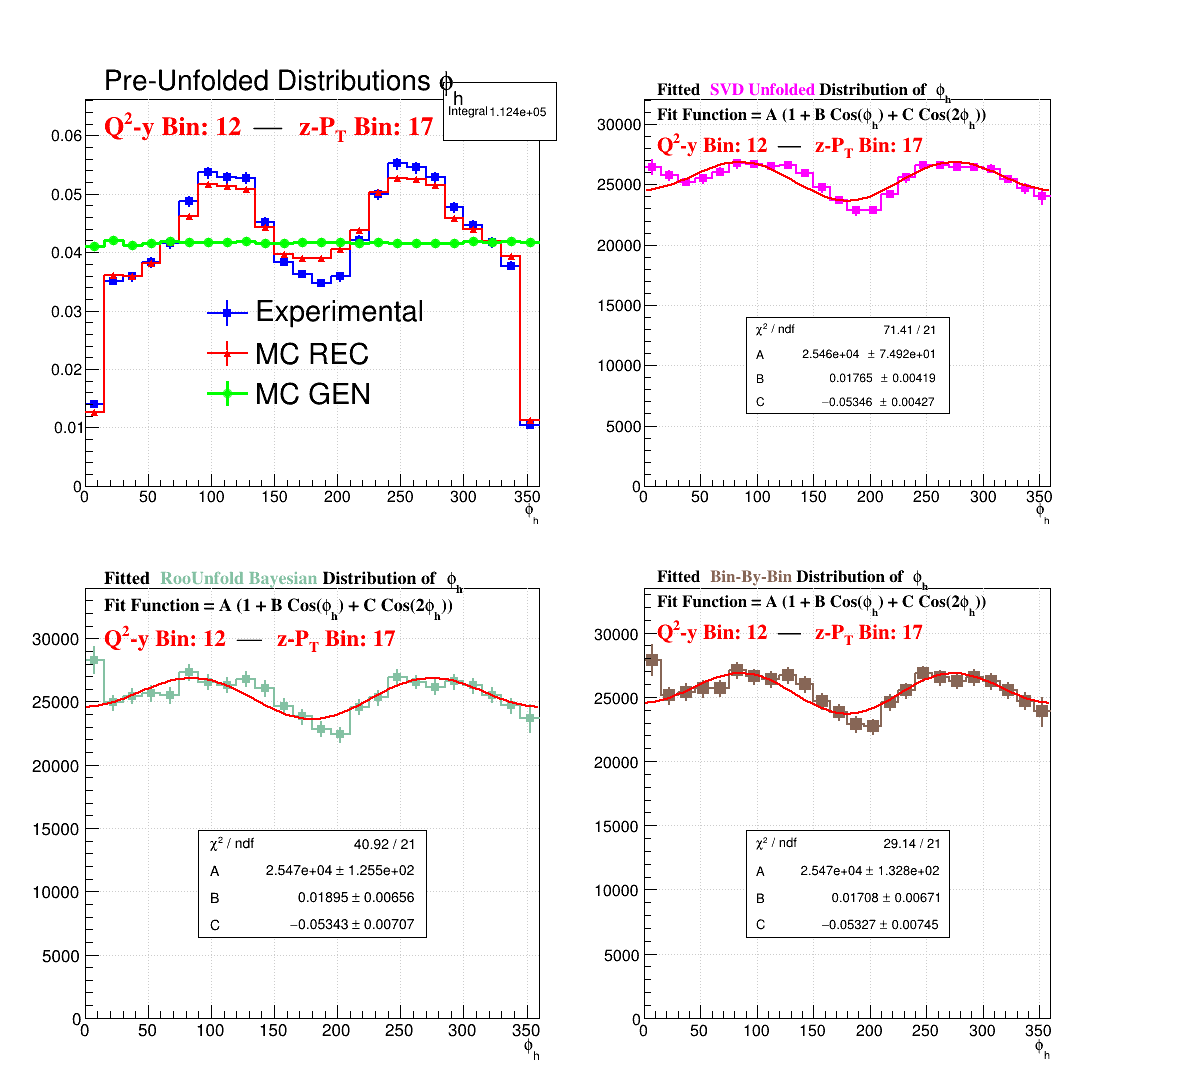 Pre-Unfolded Distributions ϕh
Integral 1.124e+05
Q2-y Bin: 12 — z-PT Bin: 17
0.06
0.05
0.04
0.03
0.02
0.01
0
Experimental
MC REC
MC GEN
0 50 100 150 200 250 300 350
ϕh
Fitted SVD Unfolded Distribution of ϕh
Fit Function = A (1 + B Cos(ϕh) + C Cos(2ϕh))
Q2-y Bin: 12 — z-PT Bin: 17
30000
25000
20000
15000
10000
5000
0
χ2 / ndf 71.41 / 21
A 2.546e+04 ± 7.492e+01
B 0.01765 ± 0.00419
C −0.05346 ± 0.00427
0 50 100 150 200 250 300 350
ϕh
Fitted RooUnfold Bayesian Distribution of ϕh
Fit Function = A (1 + B Cos(ϕh) + C Cos(2ϕh))
Q2-y Bin: 12 — z-PT Bin: 17
30000
25000
20000
15000
10000
5000
0
χ2 / ndf 40.92 / 21
A 2.547e+04 ± 1.255e+02
B 0.01895 ± 0.00656
C −0.05343 ± 0.00707
0 50 100 150 200 250 300 350
ϕh
Fitted Bin-By-Bin Distribution of ϕh
Fit Function = A (1 + B Cos(ϕh) + C Cos(2ϕh))
Q2-y Bin: 12 — z-PT Bin: 17
30000
25000
20000
15000
10000
5000
0
χ2 / ndf 29.14 / 21
A 2.547e+04 ± 1.328e+02
B 0.01708 ± 0.00671
C −0.05327 ± 0.00745
0 50 100 150 200 250 300 350
ϕh